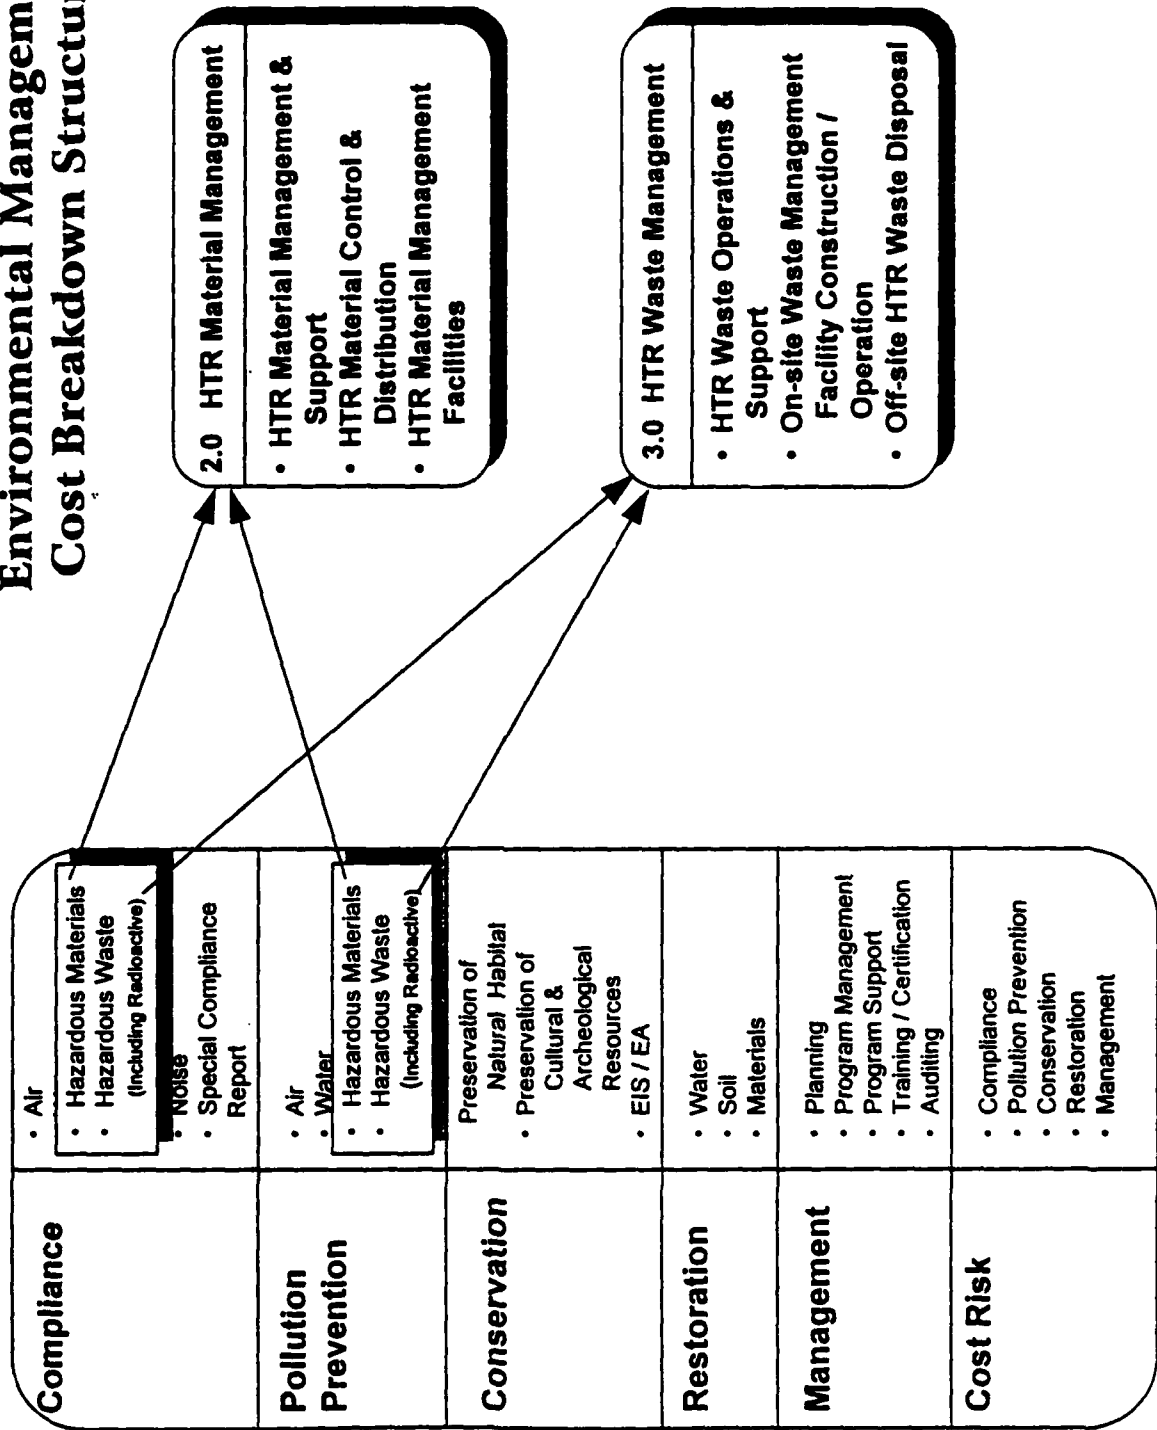 Environmental Managem
Cost Breakdown Structu
Compliance
• Air
• Hazardous Materials
• Hazardous Waste
(Including Radioactive)
• Noise
• Special Compliance
Report
Pollution
Prevention
• Air
• Water
• Hazardous Materials
• Hazardous Waste
(Including Radioactive)
Conservation
Preservation of
Natural Habitat
• Preservation of
Cultural &
Archeological
Resources
• EIS / EA
Restoration
• Water
• Soil
• Materials
Management
• Planning
• Program Management
• Program Support
• Training / Certification
• Auditing
Cost Risk
• Compliance
• Pollution Prevention
• Conservation
• Restoration
• Management
2.0 HTR Material Management
• HTR Material Management &
Support
• HTR Material Control &
Distribution
• HTR Material Management
Facilities
3.0 HTR Waste Management
• HTR Waste Operations &
Support
• On-site Waste Management
Facility Construction /
Operation
• Off-site HTR Waste Disposal